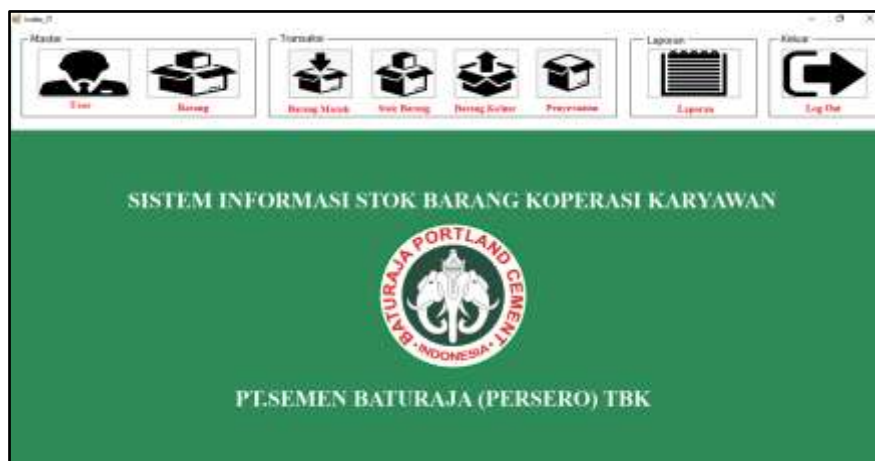 Master
Transaksi
Laporan
Keluar
User
Barang
Barang Masuk
Stok Barang
Barang Keluar
Penyesuaian
Laporan
Log Out
SISTEM INFORMASI STOK BARANG KOPERASI KARYAWAN
BATURAJA PORTLAND CEMENT
INDONESIA
PT.SEMEN BATURAJA (PERSERO) TBK